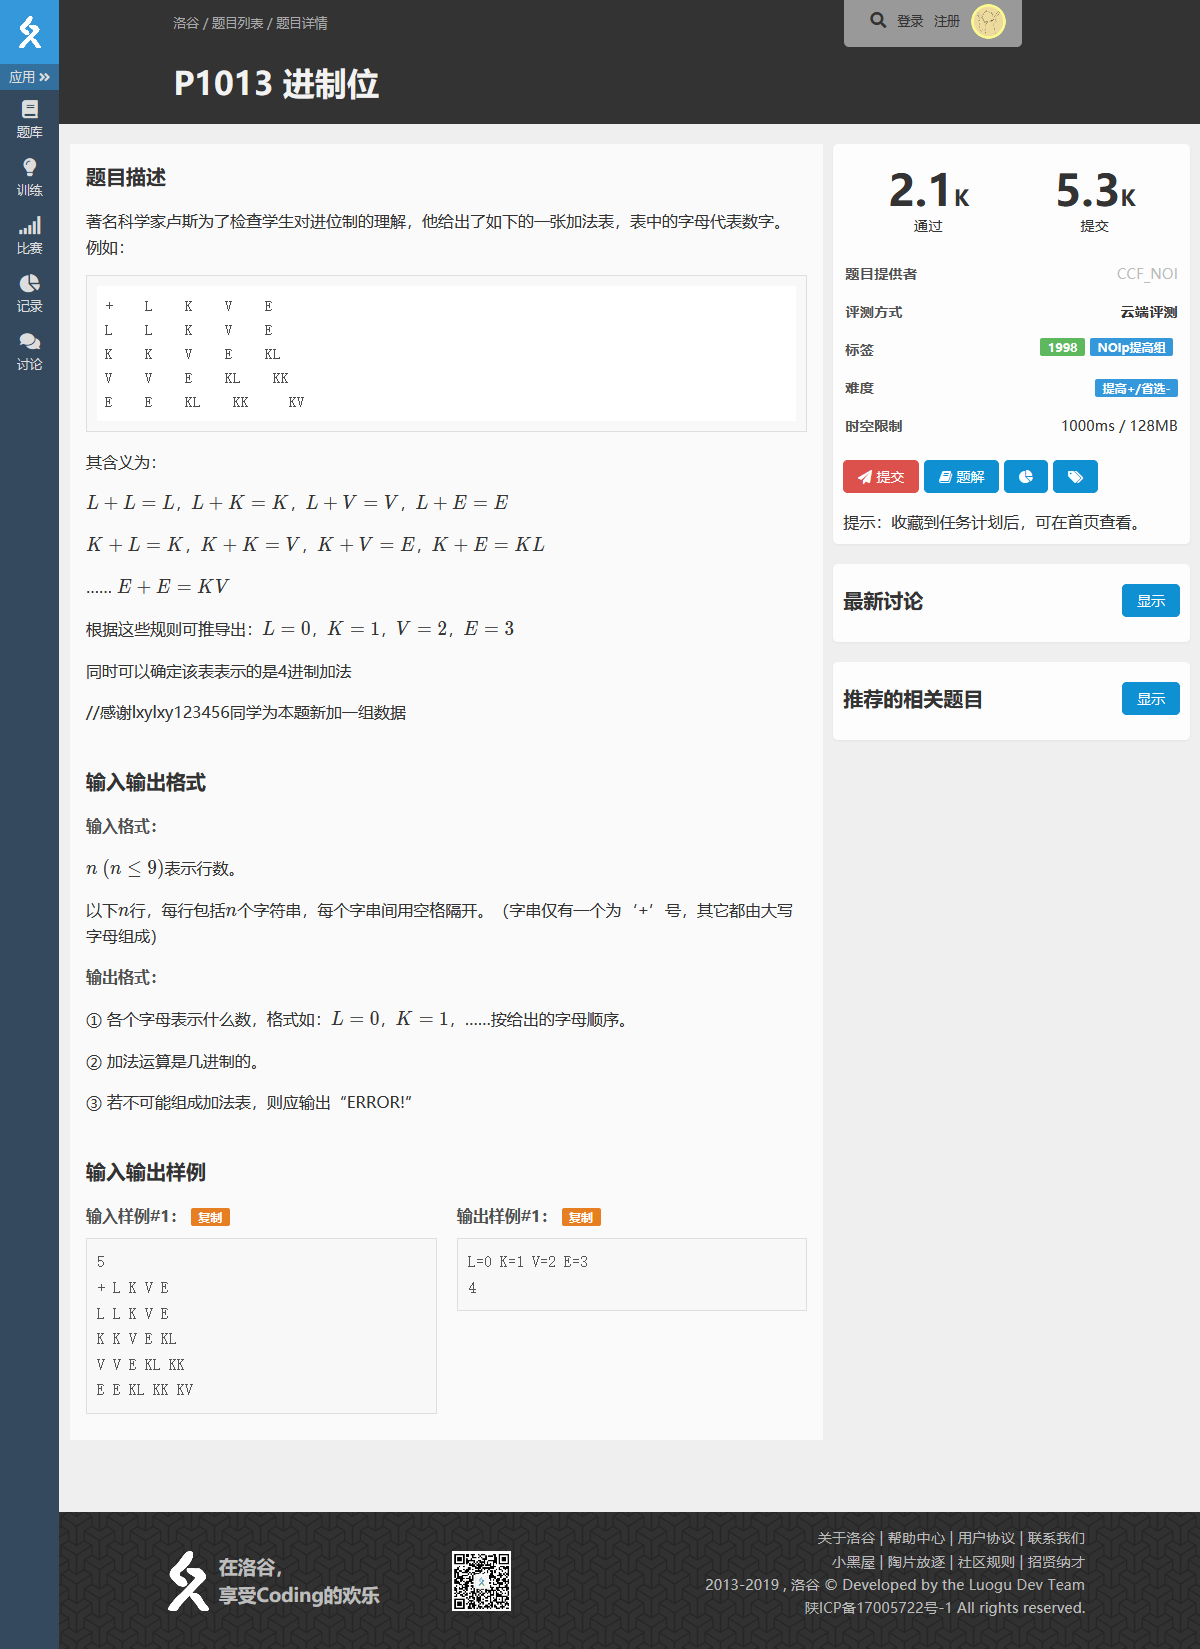 洛谷 / 题目列表 / 题目详情
登录 注册
P1013 进制位
应用
题库
训练
比赛
记录
讨论
题目描述
著名科学家卢斯为了检查学生对进位制的理解，他给出了如下的一张加法表，表中的字母代表数字。
例如：
+ L K V E
L L K V E
K K V E KL
V V E KL KK
E E KL KK KV
其含义为：
L + L = L，L + K = K，L + V = V，L + E = E
K + L = K，K + K = V，K + V = E，K + E = KL
…… E + E = KV
根据这些规则可推导出：L = 0，K = 1，V = 2，E = 3
同时可以确定该表表示的是4进制加法
//感谢lxylxy123456同学为本题新加一组数据
输入输出格式
输入格式：
n (n ≤ 9)表示行数。
以下n行，每行包括n个字符串，每个字串间用空格隔开。（字串仅有一个为‘+’号，其它都由大写
字母组成）
输出格式：
① 各个字母表示什么数，格式如：L = 0，K = 1，……按给出的字母顺序。
② 加法运算是几进制的。
③ 若不可能组成加法表，则应输出“ERROR!”
输入输出样例
输入样例#1： 复制
5
+ L K V E
L L K V E
K K V E KL
V V E KL KK
E E KL KK KV
输出样例#1： 复制
L=0 K=1 V=2 E=3
4
2.1K 5.3K
通过 提交
题目提供者 CCF_NOI
评测方式 云端评测
标签 1998 NOIp提高组
难度 提高+/省选-
时空限制 1000ms / 128MB
提交 题解
提示：收藏到任务计划后，可在首页查看。
最新讨论 显示
推荐的相关题目 显示
在洛谷，
享受Coding的欢乐
关于洛谷 | 帮助中心 | 用户协议 | 联系我们
小黑屋 | 陶片放逐 | 社区规则 | 招贤纳才
2013-2019 , 洛谷 © Developed by the Luogu Dev Team
陕ICP备17005722号-1 All rights reserved.